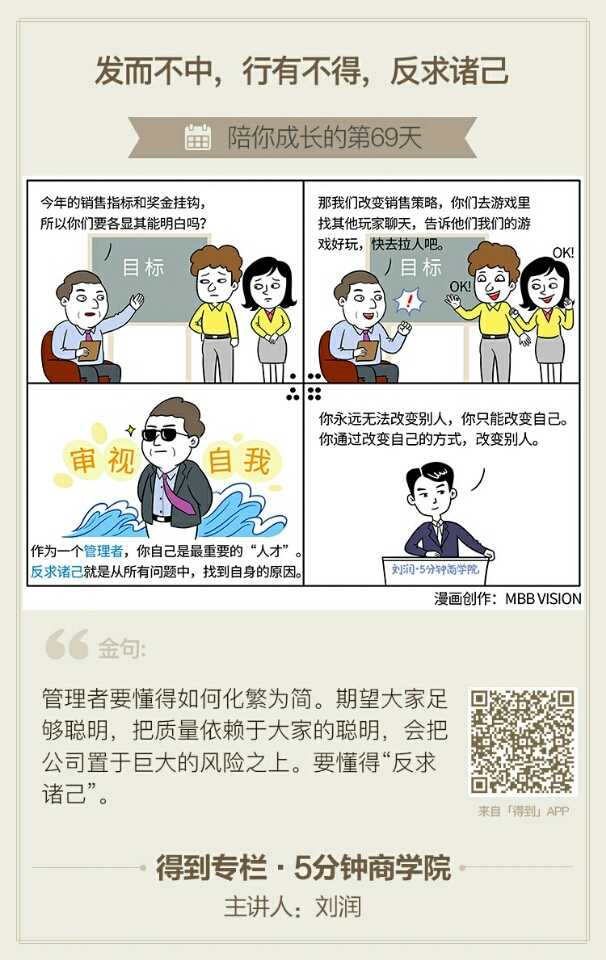 发而不中，行有不得，反求诸己
陪你成长的第69天
今年的销售指标和奖金挂钩，
所以你们要各显其能明白吗？
目标
那我们改变销售策略，你们去游戏里
找其他玩家聊天，告诉他们我们的游
戏好玩，快去拉人吧。
目标
OK!
OK!
审视 自我
作为一个管理者，你自己是最重要的“人才”。
反求诸己就是从所有问题中，找到自身的原因。
你永远无法改变别人，你只能改变自己。
你通过改变自己的方式，改变别人。
刘润·5分钟商学院
漫画创作：MBB VISION
金句:
管理者要懂得如何化繁为简。期望大家足
够聪明，把质量依赖于大家的聪明，会把
公司置于巨大的风险之上。要懂得“反求
诸己”。
来自「得到」APP
得到专栏·5分钟商学院
主讲人：刘润